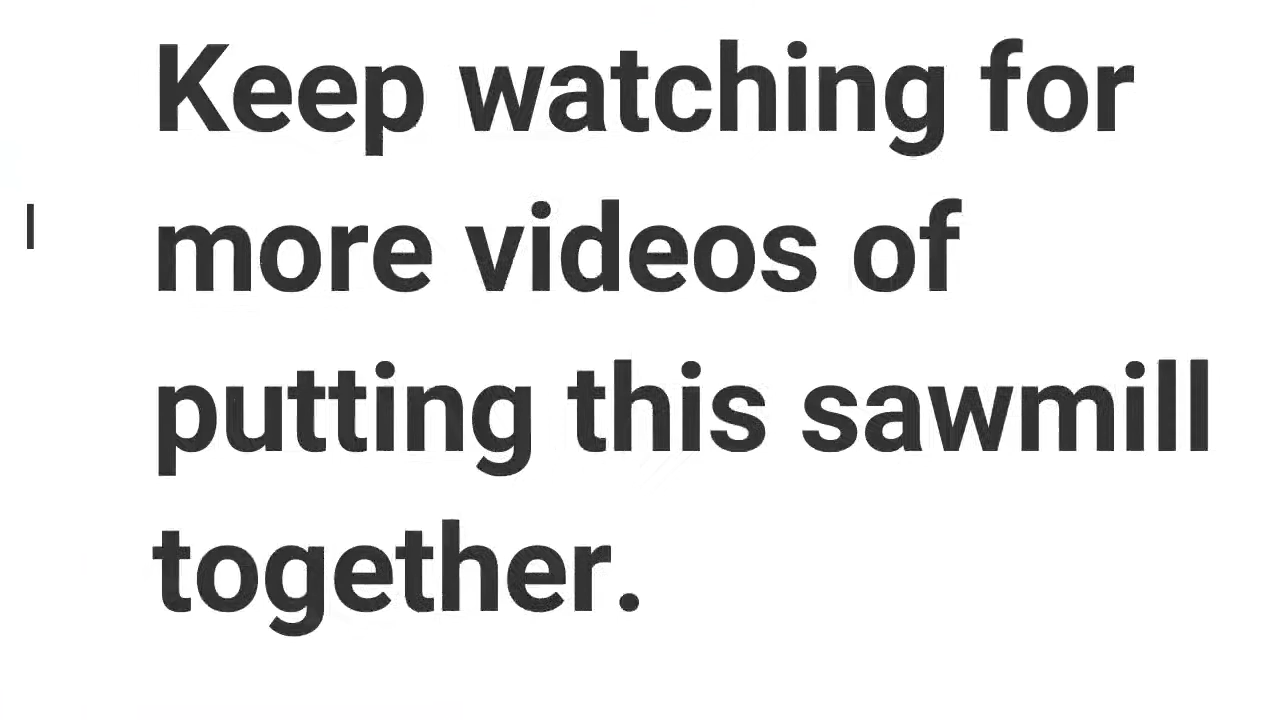 Keep watching for
more videos of
putting this sawmill
together.